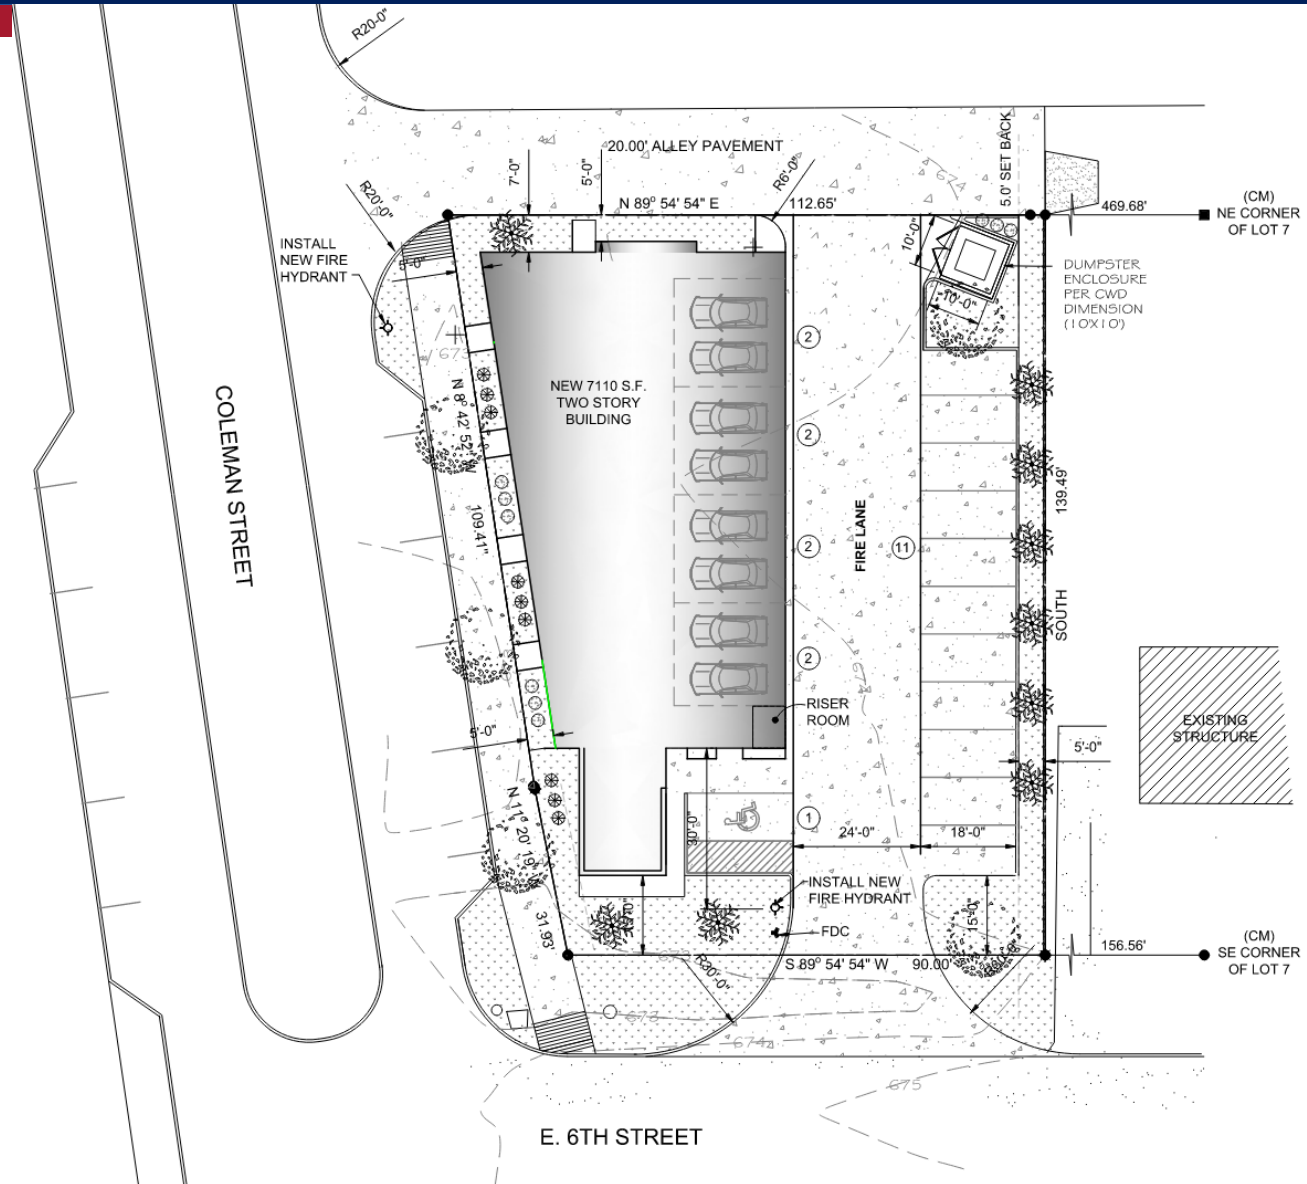 R20-0"
20.00' ALLEY PAVEMENT
7'-0"
5'-0"
R6'-0"
5.0' SET BACK
674
R20'-0"
N 89° 54' 54" E
112.65'
469.68'
(CM)
NE CORNER
OF LOT 7
INSTALL
NEW FIRE
HYDRANT
5'-0"
10'-0"
DUMPSTER
ENCLOSURE
PER CWD
DIMENSION
(10'X10')
10'-0"
673
2
NEW 7110 S.F.
TWO STORY
BUILDING
COLEMAN STREET
N 8° 42' 52" W
2
109.41"
139.49'
FIRE LANE
2
11
SOUTH
2
RISER
ROOM
EXISTING
STRUCTURE
5'-0"
5'-0"
N 11° 20' 19"
30'-0"
1
24'-0"
18'-0"
INSTALL NEW
FIRE HYDRANT
FDC
31.93'
15'-0"
S 89° 54' 54" W
90.00'
156.56'
(CM)
SE CORNER
OF LOT 7
R30'-0"
673
674
675
E. 6TH STREET